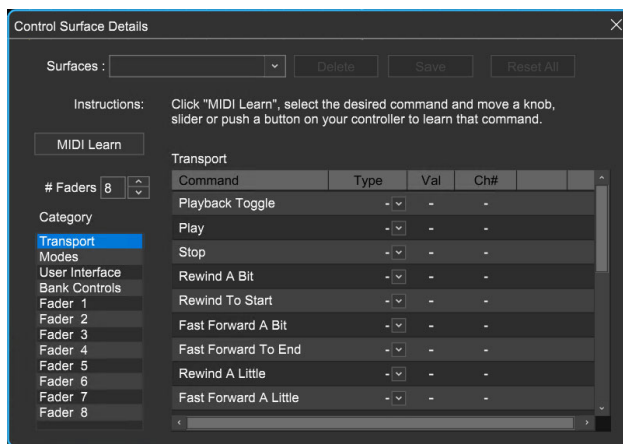 Control Surface Details
Surfaces :
Delete
Save
Reset All
Instructions:
Click "MIDI Learn", select the desired command and move a knob,
slider or push a button on your controller to learn that command.
MIDI Learn
# Faders 8
Category
Transport
Modes
User Interface
Bank Controls
Fader 1
Fader 2
Fader 3
Fader 4
Fader 5
Fader 6
Fader 7
Fader 8
Transport
Command Type Val Ch#
Playback Toggle - - -
Play - - -
Stop - - -
Rewind A Bit - - -
Rewind To Start - - -
Fast Forward A Bit - - -
Fast Forward To End - - -
Rewind A Little - - -
Fast Forward A Little - - -